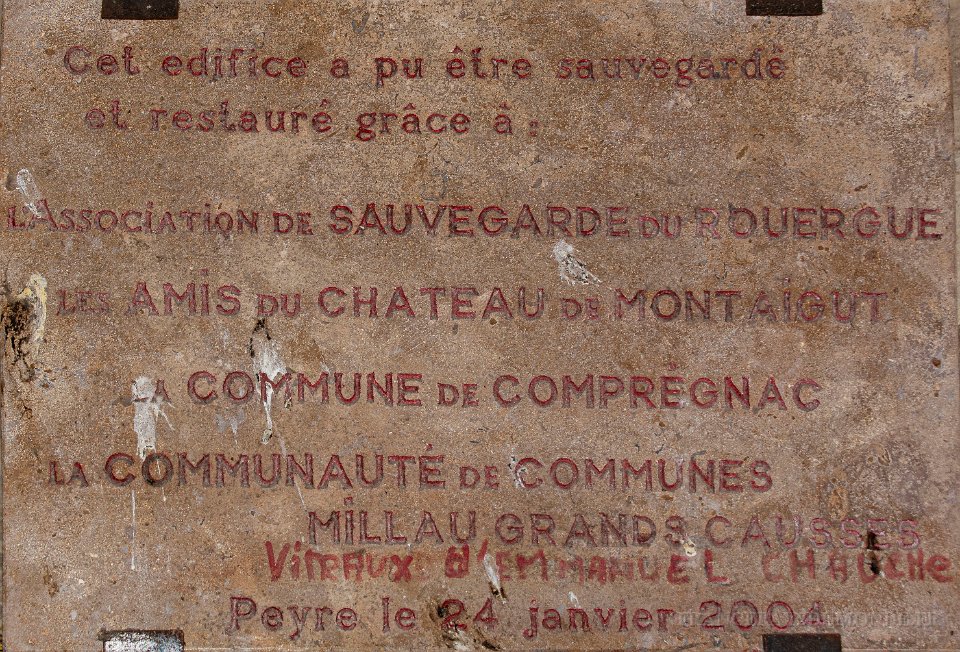 Cet edifice a pu être sauvegardé
et restauré grâce à :
L'ASSOCIATION DE SAUVEGARDE DU ROUERGUE
LES AMIS DU CHATEAU DE MONTAIGUT
LA COMMUNE DE COMPRÉGNAC
LA COMMUNAUTÉ DE COMMUNES
MILLAU GRANDS CAUSSES
VITRAUX d'EMMANUEL CHAUChe
Peyre le 24 janvier 2004